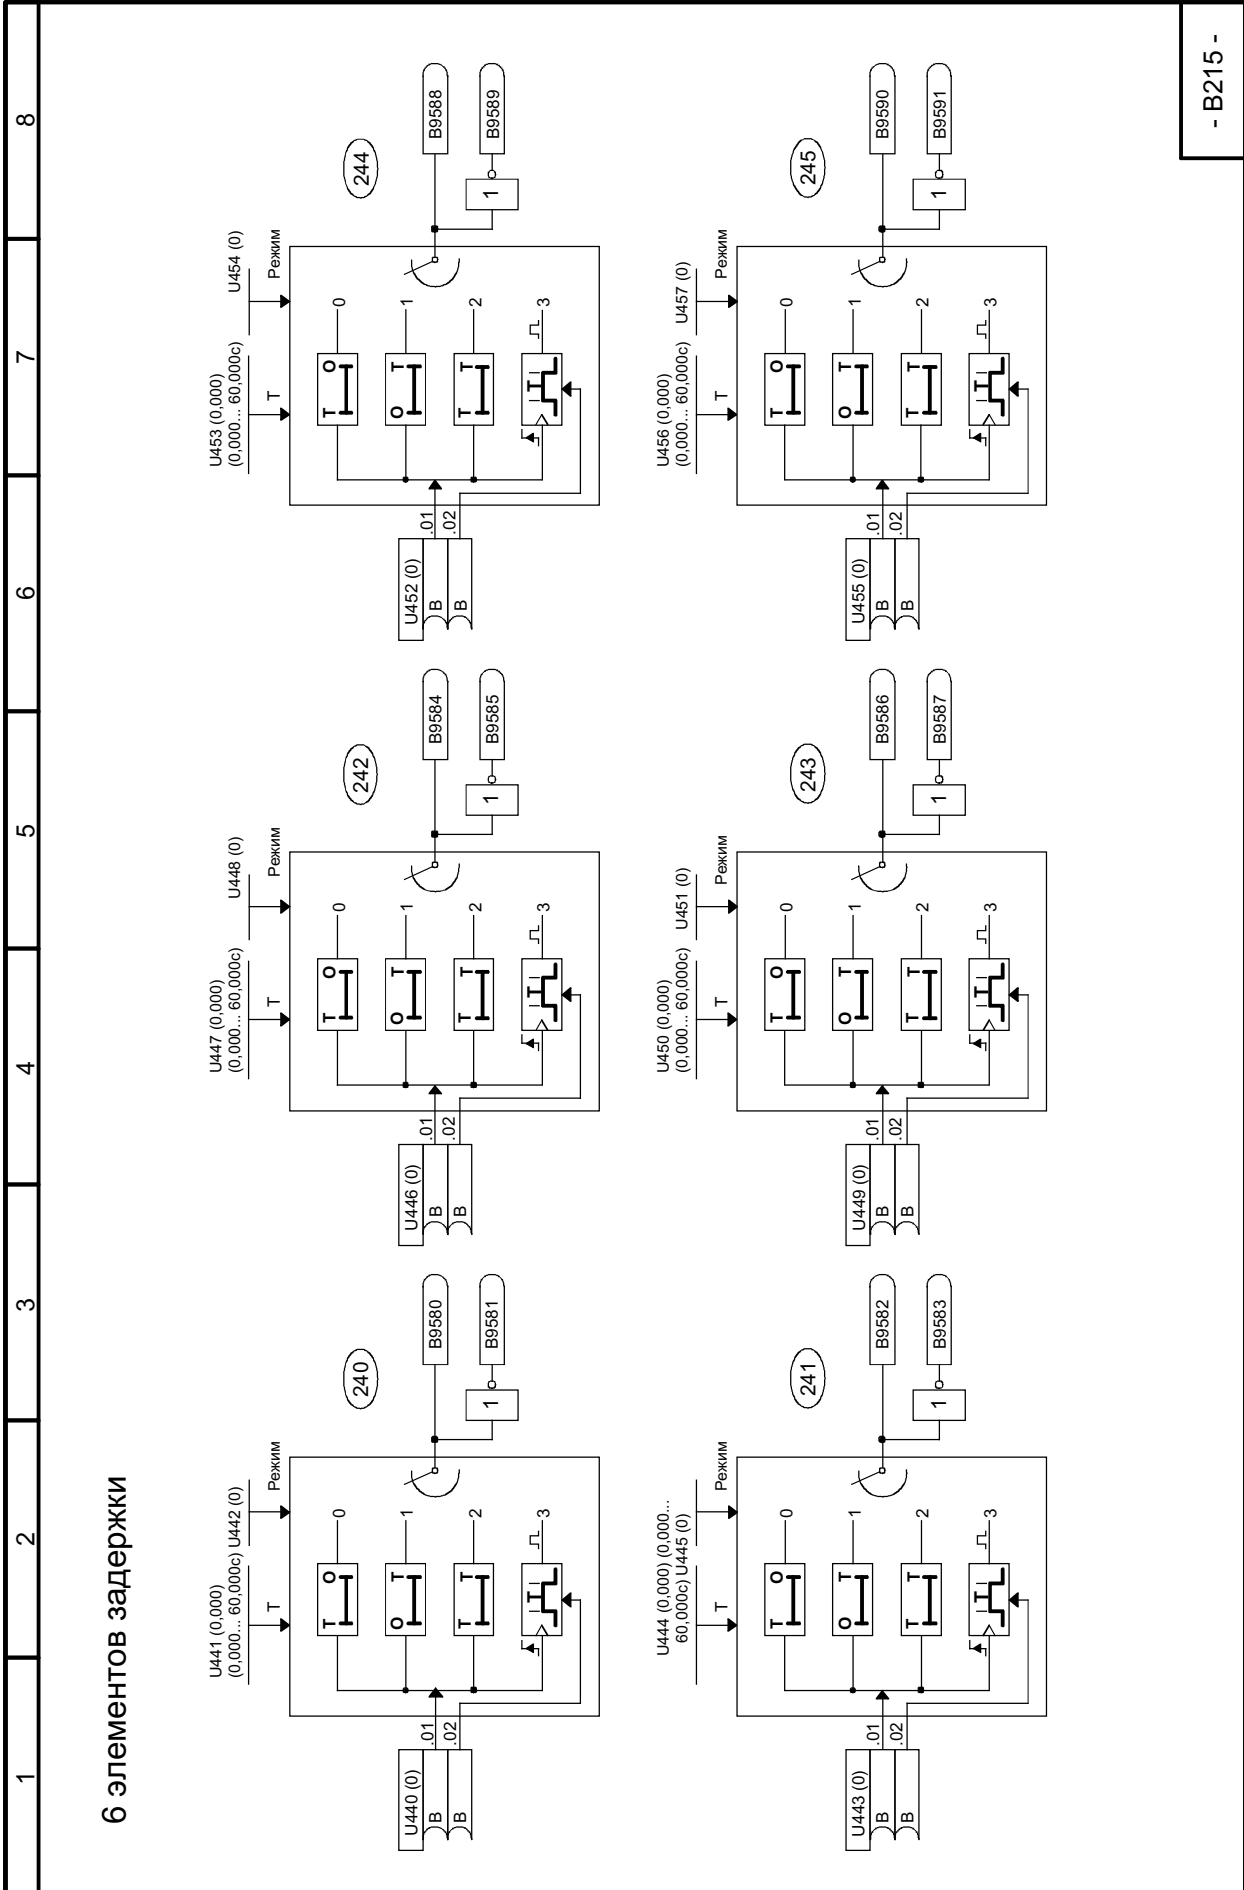 1 2 3 4 5 6 7 8
6 элементов задержки
U441 (0,000)
(0,000... 60,000с) U442 (0)
T Режим
240
U440 (0)
B .01
B .02
T O 0
O T 1
T T 2
T 3
B9580
1 B9581
U447 (0,000)
(0,000... 60,000с)
U448 (0)
T Режим
242
U446 (0)
B .01
B .02
T O 0
O T 1
T T 2
T 3
B9584
1 B9585
U453 (0,000)
(0,000... 60,000с)
U454 (0)
T Режим
244
U452 (0)
B .01
B .02
T O 0
O T 1
T T 2
T 3
B9588
1 B9589
U444 (0,000) (0,000...
60,000с) U445 (0)
T Режим
241
U443 (0)
B .01
B .02
T O 0
O T 1
T T 2
T 3
B9582
1 B9583
U450 (0,000)
(0,000... 60,000с)
U451 (0)
T Режим
243
U449 (0)
B .01
B .02
T O 0
O T 1
T T 2
T 3
B9586
1 B9587
U456 (0,000)
(0,000... 60,000с)
U457 (0)
T Режим
245
U455 (0)
B .01
B .02
T O 0
O T 1
T T 2
T 3
B9590
1 B9591
- B215 -